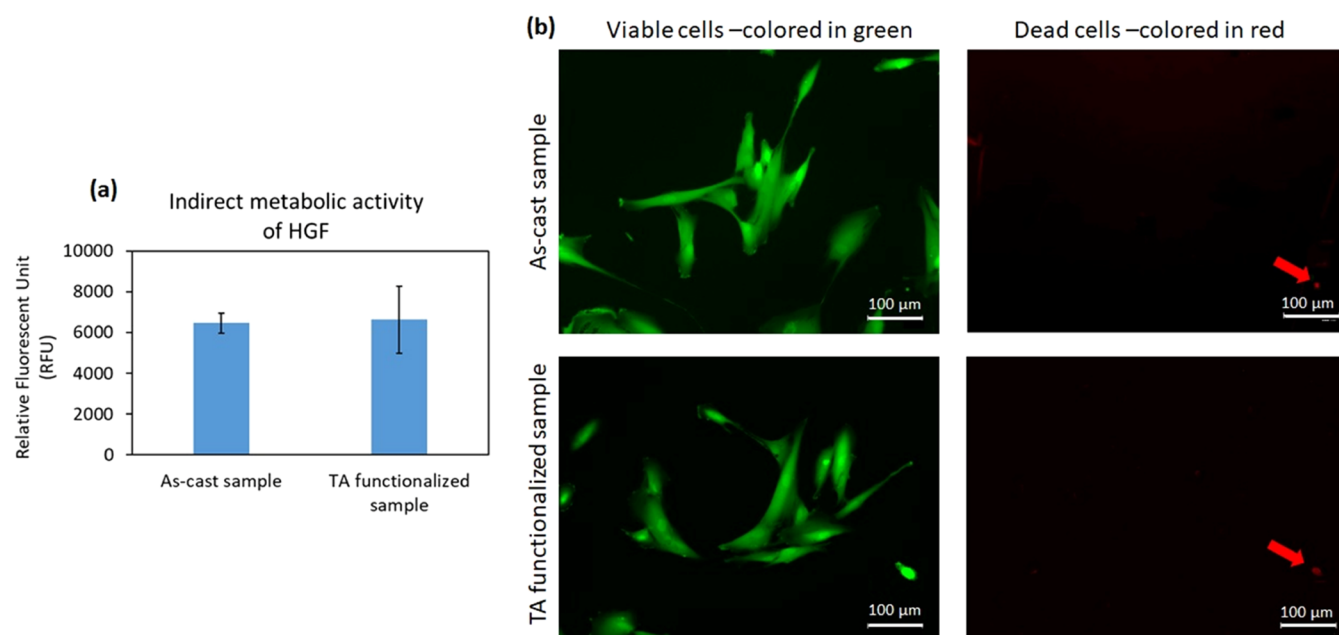 (a)
Indirect metabolic activity
of HGF
Relative Fluorescent Unit
(RFU)
10000
8000
6000
4000
2000
0
As-cast sample
TA functionalized
sample
(b)
Viable cells –colored in green
Dead cells –colored in red
As-cast sample
100 µm
100 µm
TA functionalized sample
100 µm
100 µm